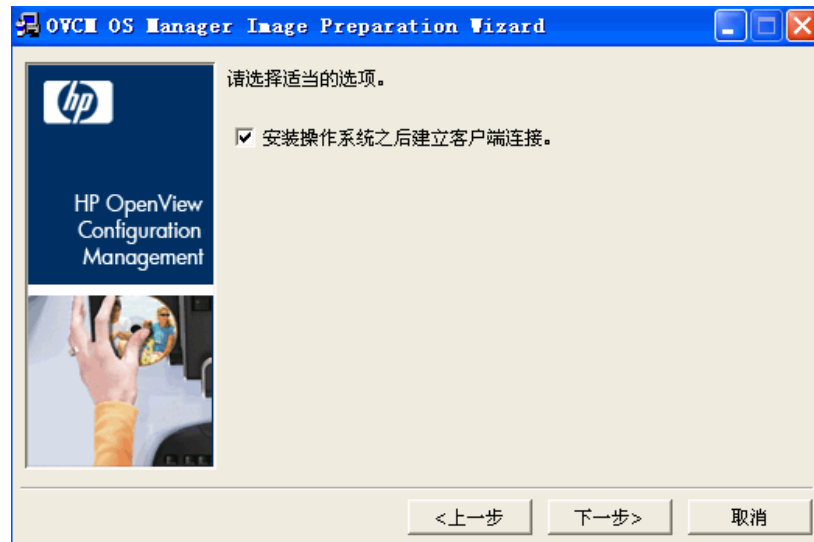 OVCM OS Manager Image Preparation Wizard
hp
HP OpenView
Configuration
Management
请选择适当的选项。
安装操作系统之后建立客户端连接。
<上一步
下一步>
取消